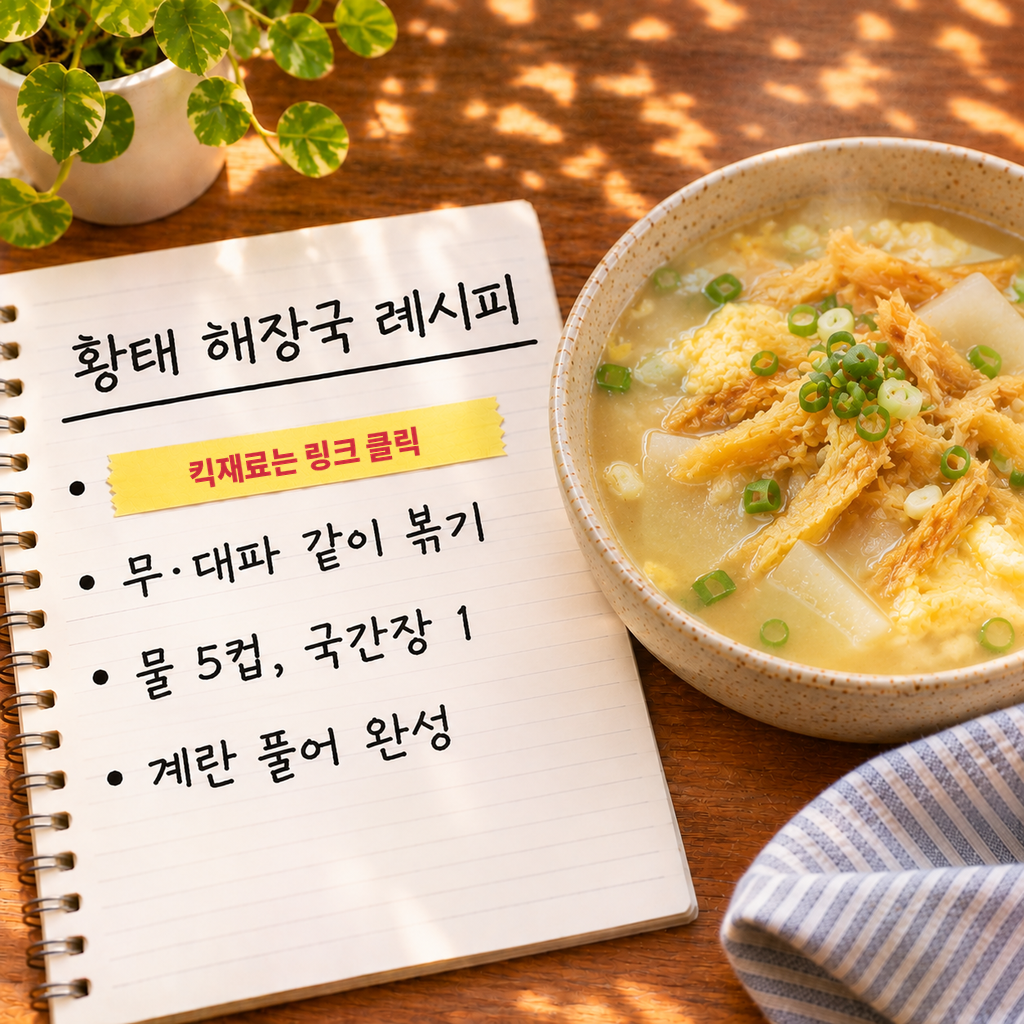 황태 해장국 레시피
킥재료는 링크 클릭
• 무·대파 같이 볶기
• 물 5컵, 국간장 1
• 계란 풀어 완성